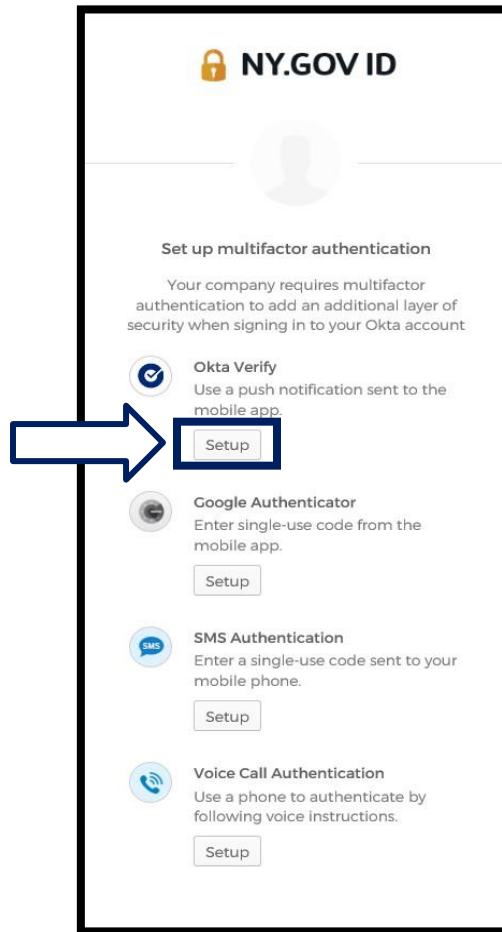 NY.GOV ID
Set up multifactor authentication
Your company requires multifactor
authentication to add an additional layer of
security when signing in to your Okta account
Okta Verify
Use a push notification sent to the
mobile app.
Setup
Google Authenticator
Enter single-use code from the
mobile app.
Setup
SMS
SMS Authentication
Enter a single-use code sent to your
mobile phone.
Setup
Voice Call Authentication
Use a phone to authenticate by
following voice instructions.
Setup